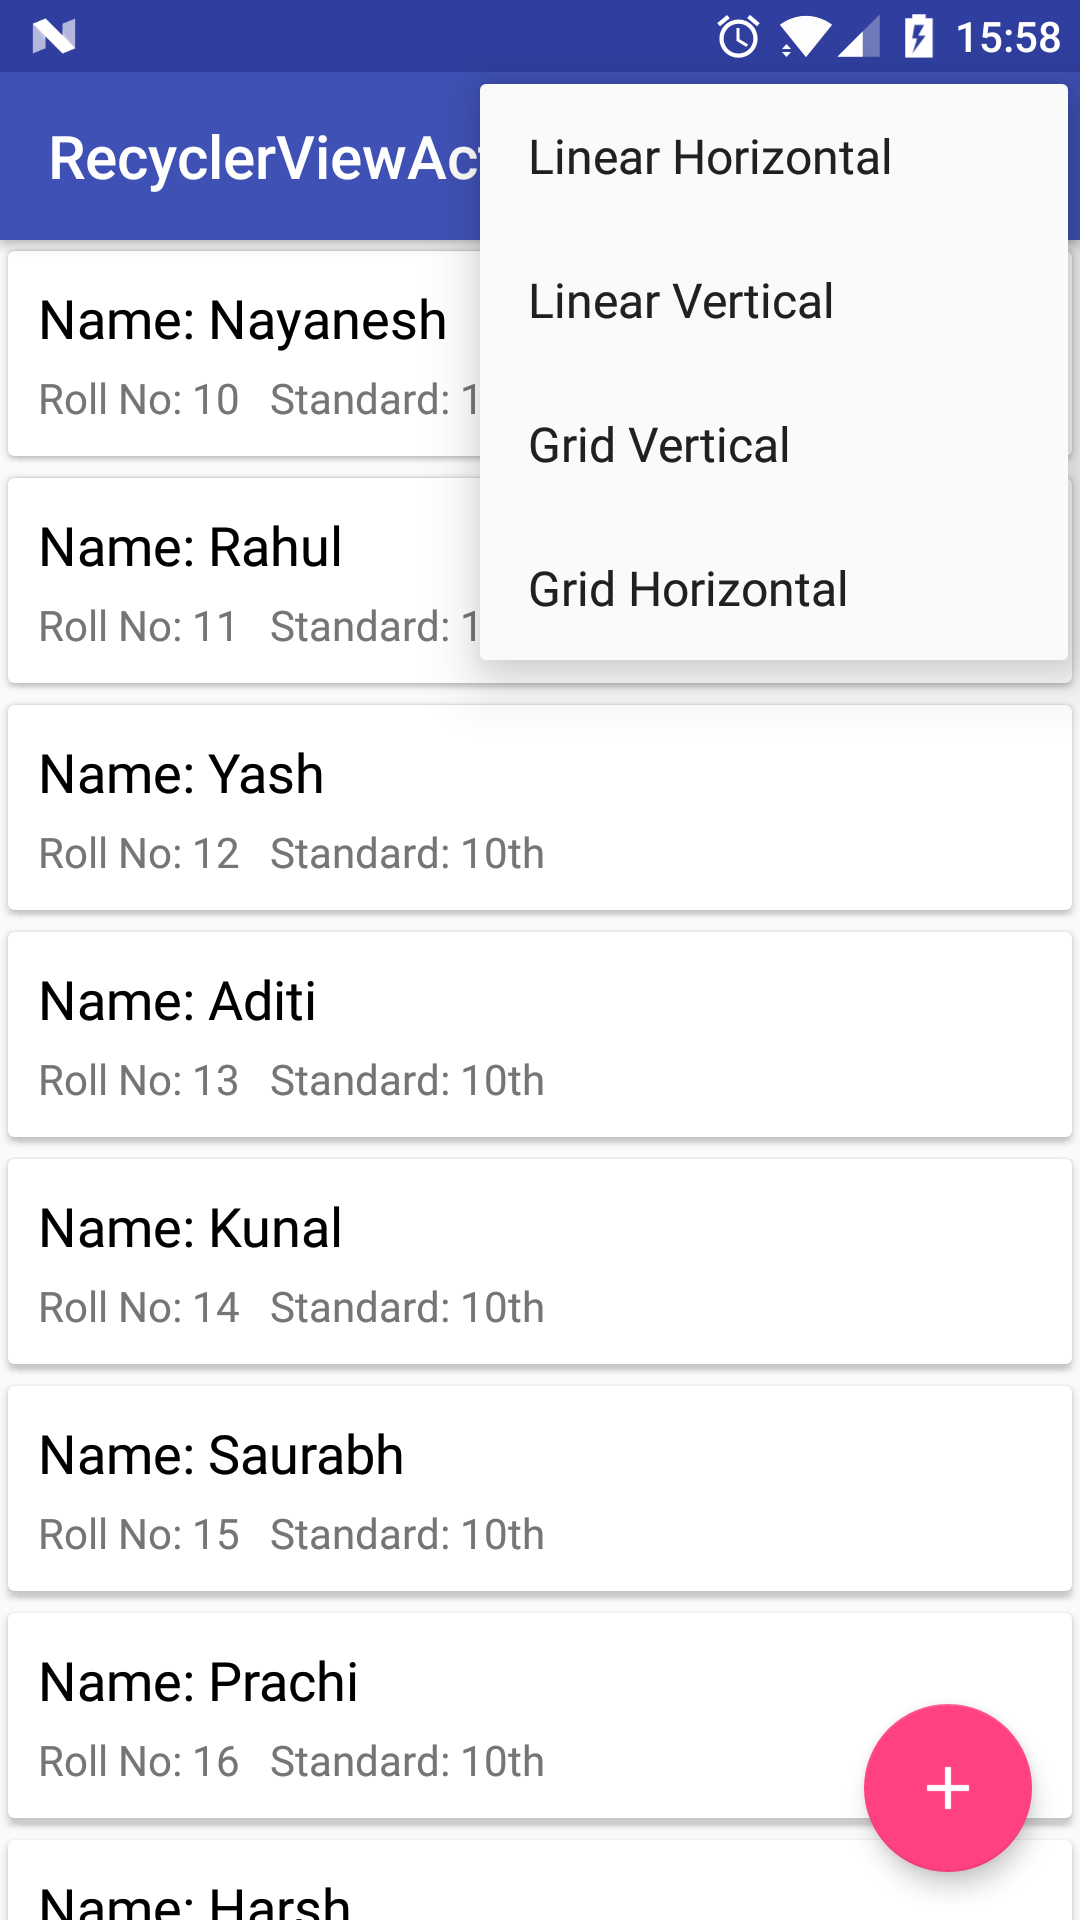 15:58
RecyclerViewAc
Linear Horizontal
Linear Vertical
Grid Vertical
Grid Horizontal
Name: Nayanesh
Roll No: 10 Standard: 1
Name: Rahul
Roll No: 11 Standard: 1
Name: Yash
Roll No: 12 Standard: 10th
Name: Aditi
Roll No: 13 Standard: 10th
Name: Kunal
Roll No: 14 Standard: 10th
Name: Saurabh
Roll No: 15 Standard: 10th
Name: Prachi
Roll No: 16 Standard: 10th
Name: Harsh